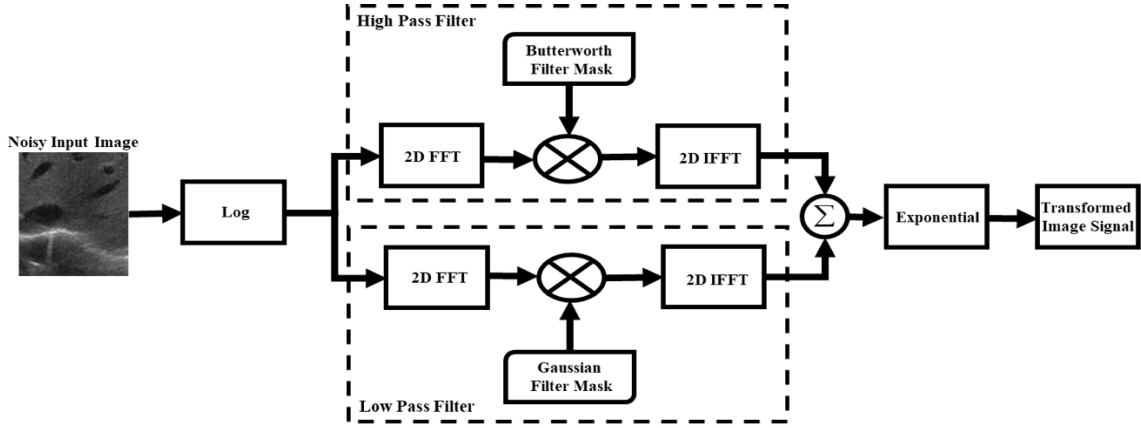 High Pass Filter
Butterworth
Filter Mask
Noisy Input Image
2D FFT
2D IFFT
Log
Σ
Exponential
Transformed
Image Signal
2D FFT
2D IFFT
Gaussian
Filter Mask
Low Pass Filter